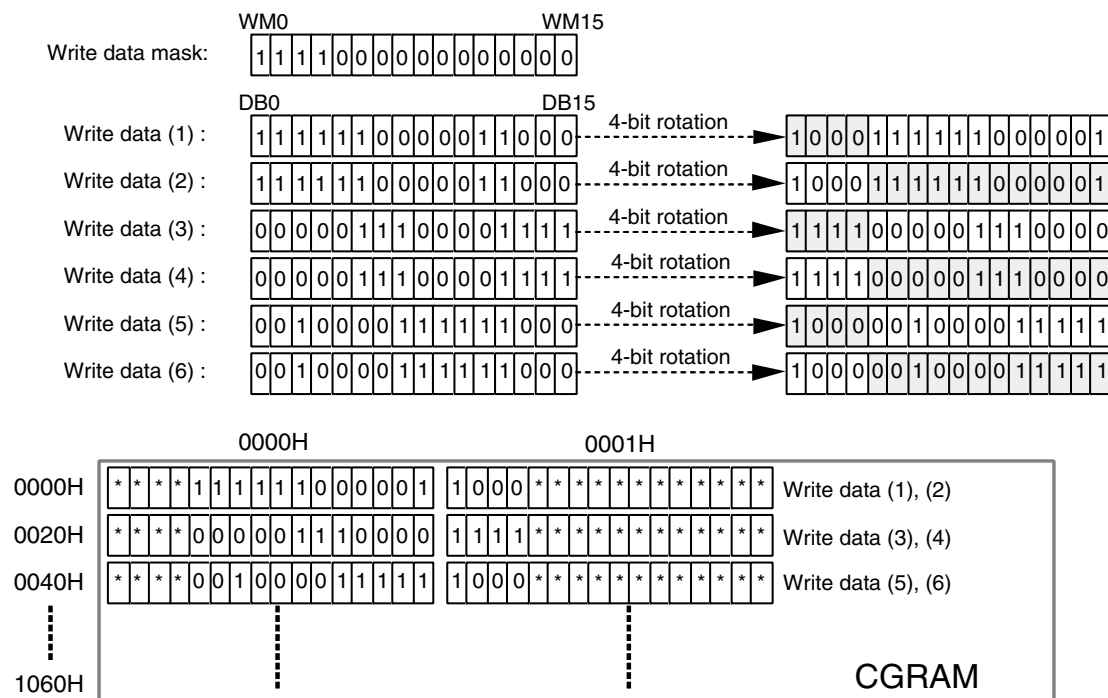 WM0 WM15
Write data mask: 1 1 1 1 0 0 0 0 0 0 0 0 0 0 0 0
DB0 DB15
Write data (1) : 1 1 1 1 1 1 0 0 0 0 0 1 1 0 0 0 4-bit rotation 1 0 0 0 1 1 1 1 1 1 0 0 0 0 0 1
Write data (2) : 1 1 1 1 1 1 0 0 0 0 0 1 1 0 0 0 4-bit rotation 1 0 0 0 1 1 1 1 1 1 0 0 0 0 0 1
Write data (3) : 0 0 0 0 0 1 1 1 0 0 0 0 1 1 1 1 4-bit rotation 1 1 1 1 0 0 0 0 0 1 1 1 0 0 0 0
Write data (4) : 0 0 0 0 0 1 1 1 0 0 0 0 1 1 1 1 4-bit rotation 1 1 1 1 0 0 0 0 0 1 1 1 0 0 0 0
Write data (5) : 0 0 1 0 0 0 0 1 1 1 1 1 1 0 0 0 4-bit rotation 1 0 0 0 0 0 1 0 0 0 0 1 1 1 1 1
Write data (6) : 0 0 1 0 0 0 0 1 1 1 1 1 1 0 0 0 4-bit rotation 1 0 0 0 0 0 1 0 0 0 0 1 1 1 1 1
0000H 0001H
0000H * * * * 1 1 1 1 1 1 0 0 0 0 0 1 1 0 0 0 * * * * * * * * * * * * Write data (1), (2)
0020H * * * * 0 0 0 0 0 1 1 1 0 0 0 0 1 1 1 1 * * * * * * * * * * * * Write data (3), (4)
0040H * * * * 0 0 1 0 0 0 0 1 1 1 1 1 1 0 0 0 * * * * * * * * * * * * Write data (5), (6)
1060H CGRAM